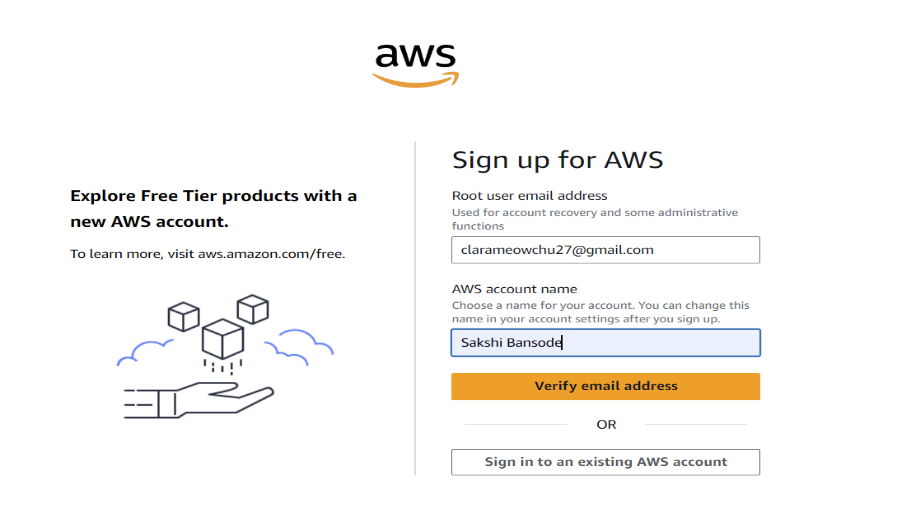 aws
Explore Free Tier products with a
new AWS account.
To learn more, visit aws.amazon.com/free.
Sign up for AWS
Root user email address
Used for account recovery and some administrative
functions
clarameowchu27@gmail.com
AWS account name
Choose a name for your account. You can change this
name in your account settings after you sign up.
Sakshi Bansode
Verify email address
OR
Sign in to an existing AWS account